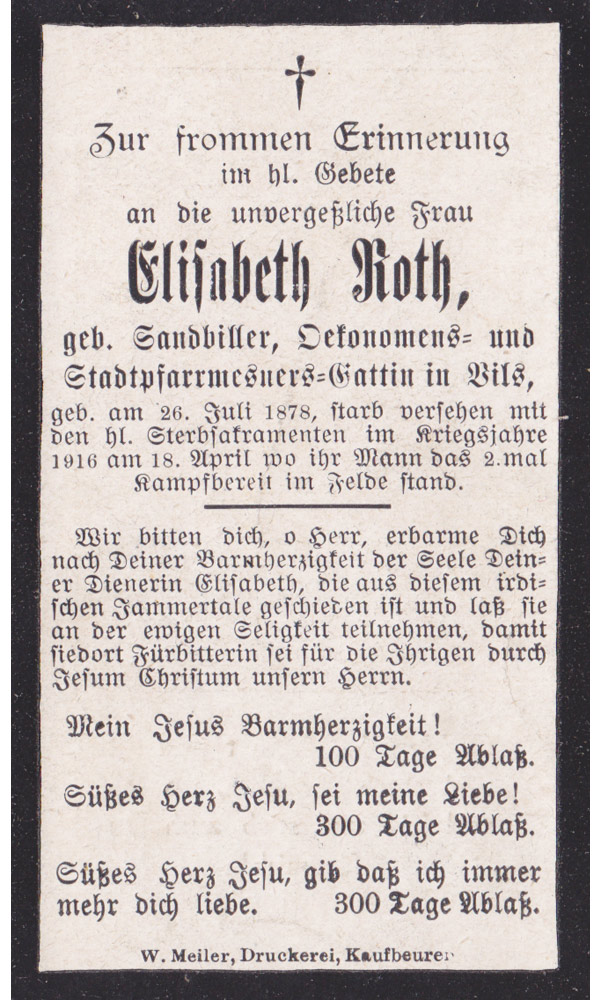 Zur frommen Erinnerung
im hl. Gebete
an die unvergeßliche Frau
Elisabeth Roth,
geb. Sandbiller, Oekonomens- und
Stadtpfarrmesners-Gattin in Vils,
geb. am 26. Juli 1878, starb versehen mit
den hl. Sterbsakramenten im Kriegsjahre
1916 am 18. April wo ihr Mann das 2. mal
Kampfbereit im Felde stand.
Wir bitten dich, o Herr, erbarme Dich
nach Deiner Barmherzigkeit der Seele Dein-
er Dienerin Elisabeth, die aus diesem irdi-
schen Jammertale geschieden ist und laß sie
an der ewigen Seligkeit teilnehmen, damit
siedort Fürbitterin sei für die Ihrigen durch
Jesum Christum unsern Herrn.
Mein Jesus Barmherzigkeit!
100 Tage Ablaß.
Süßes Herz Jesu, sei meine Liebe!
300 Tage Ablaß.
Süßes Herz Jesu, gib daß ich immer
mehr dich liebe. 300 Tage Ablaß.
W. Meiler, Druckerei, Kaufbeuren